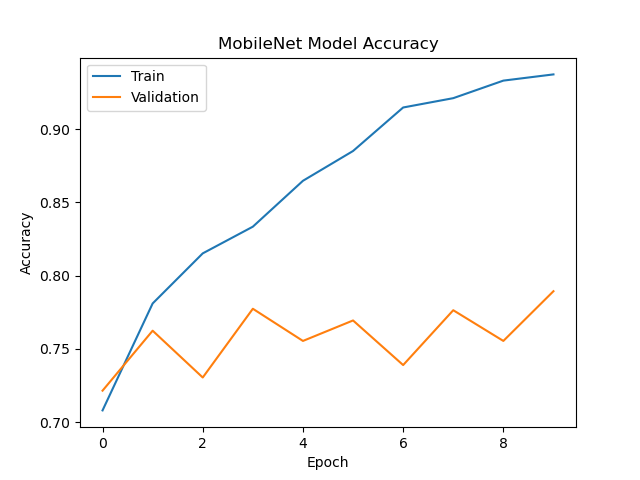 MobileNet Model Accuracy
Train
Validation
0.90
0.85
0.80
0.75
0.70
Accuracy
0 2 4 6 8
Epoch